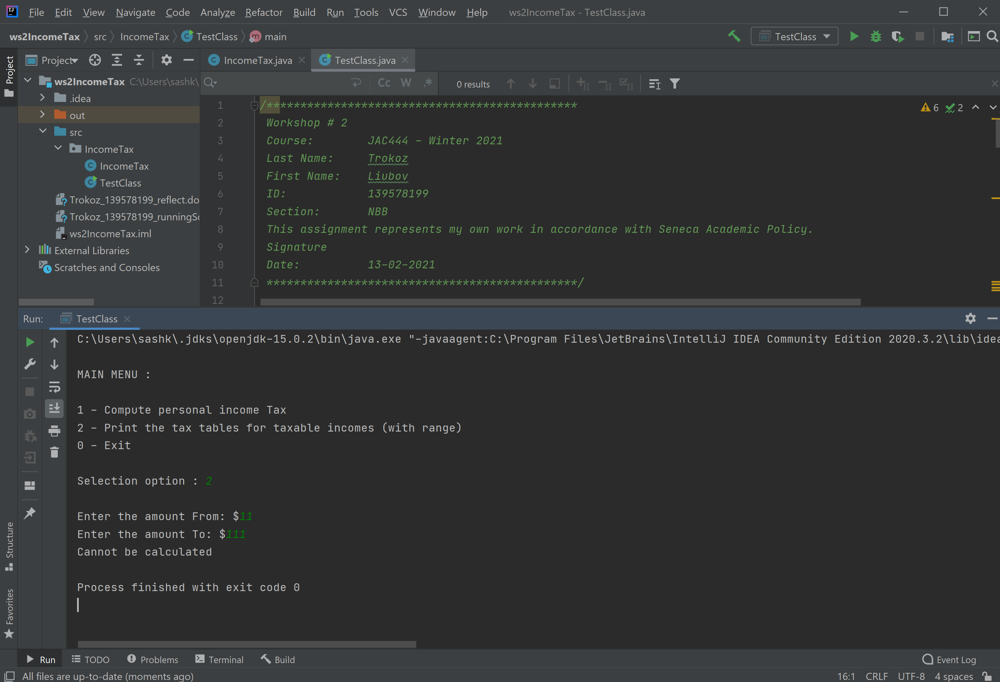 File Edit View Navigate Code Analyze Refactor Build Run Tools VCS Window Help ws2IncomeTax - TestClass.java
ws2IncomeTax src IncomeTax TestClass main TestClass
Project IncomeTax.java TestClass.java
Project
ws2IncomeTax C:\Users\sashk\
Cc W .* 0 results
.idea
out
src
IncomeTax
IncomeTax
TestClass
Trokoz_139578199_reflect.do
Trokoz_139578199_runningSc
ws2IncomeTax.iml
External Libraries
Scratches and Consoles
6 2
1 /**********************************************
2 Workshop # 2
3 Course: JAC444 - Winter 2021
4 Last Name: Trokoz
5 First Name: Liubov
6 ID: 139578199
7 Section: NBB
8 This assignment represents my own work in accordance with Seneca Academic Policy.
9 Signature
10 Date: 13-02-2021
11 **********************************************/
12
Run: TestClass
C:\Users\sashk\.jdks\openjdk-15.0.2\bin\java.exe "-javaagent:C:\Program Files\JetBrains\IntelliJ IDEA Community Edition 2020.3.2\lib\idea
MAIN MENU :
1 - Compute personal income Tax
2 - Print the tax tables for taxable incomes (with range)
0 - Exit
Selection option : 2
Enter the amount From: $11
Enter the amount To: $111
Cannot be calculated
Process finished with exit code 0
Structure
Favorites
Run TODO Problems Terminal Build Event Log
All files are up-to-date (moments ago) 16:1 CRLF UTF-8 4 spaces